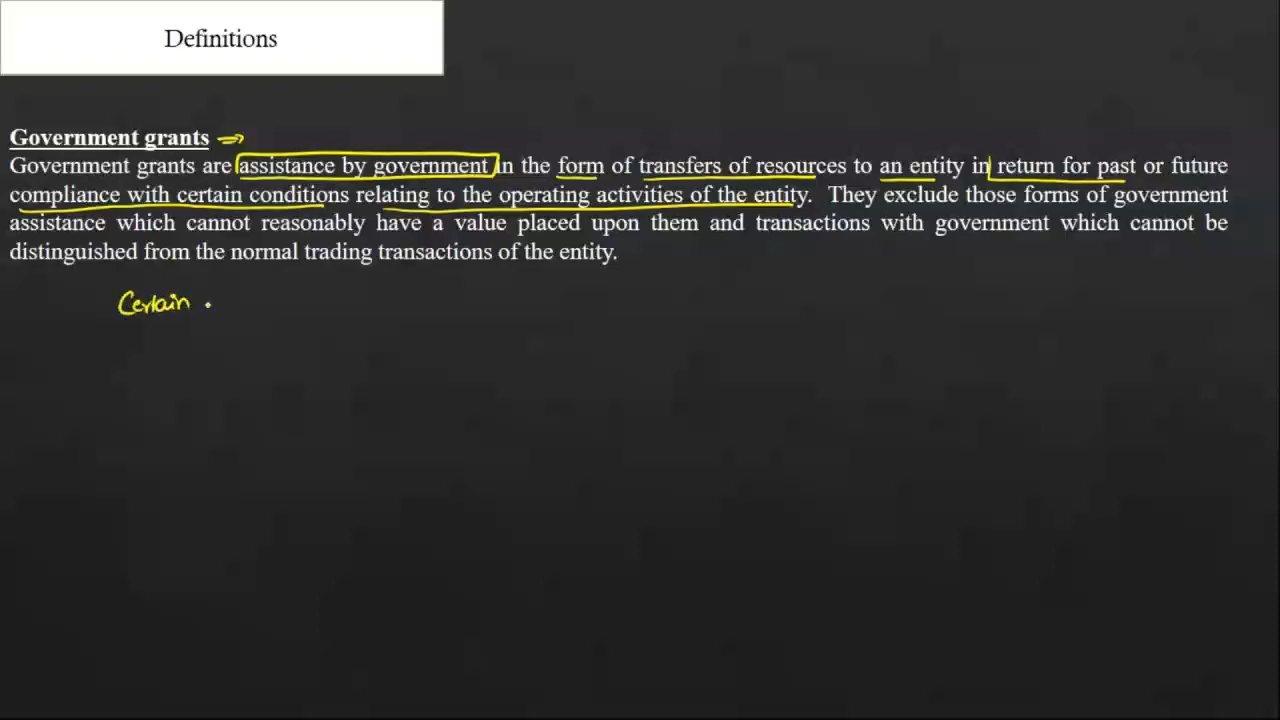 Definitions
Government grants
Government grants are assistance by government in the form of transfers of resources to an entity in return for past or future
compliance with certain conditions relating to the operating activities of the entity. They exclude those forms of government
assistance which cannot reasonably have a value placed upon them and transactions with government which cannot be
distinguished from the normal trading transactions of the entity.
Certain